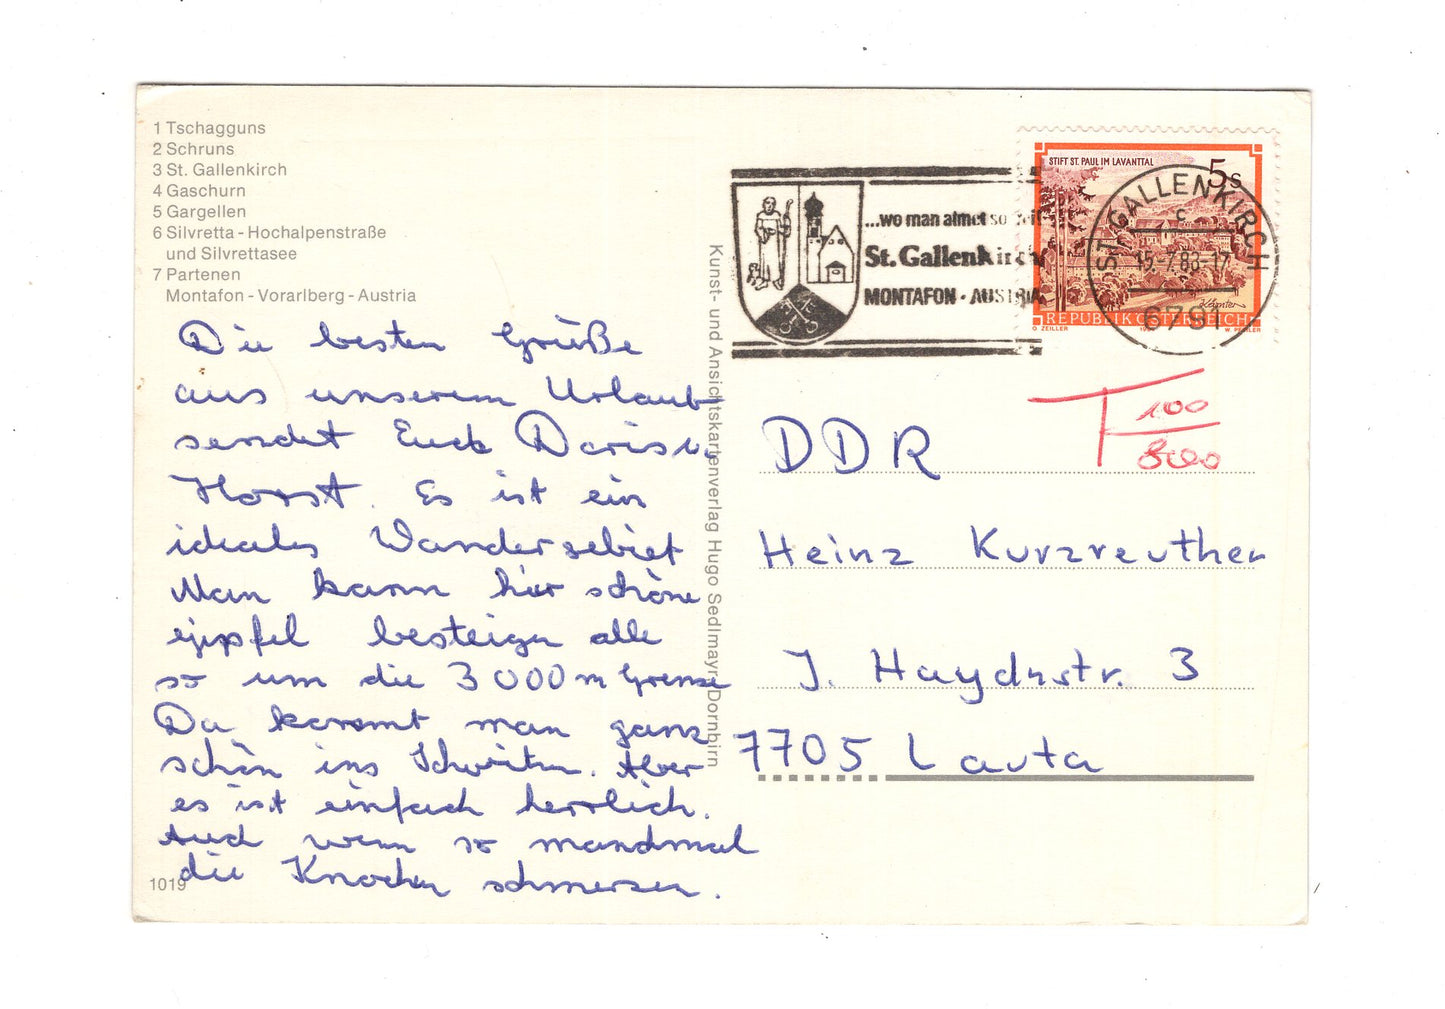 1 Tschagguns
2 Schruns
3 St. Gallenkirch
4 Gaschurn
5 Gargellen
6 Silvretta - Hochalpenstraße
und Silvrettasee
7 Partenen
Montafon - Vorarlberg - Austria
Die besten Grüße
aus unserem Urlaub
sendet Euch Doris u.
Horst. Es ist ein
ideales Wandergebiet
Man kann hier schöne
Gipfel besteigen alle
so um die 3000 m Grenze
Da kommt man ganz
schön ins Schwitzen. Aber
es ist einfach herrlich.
Auch wenn so manchmal
die Knochen schmerzen.
1019
Kunst- und Ansichtskartenverlag Hugo Sedlmayr, Dornbirn
...wo man atmet so
St. Gallenkirch
MONTAFON · AUSTRIA
STIFT ST. PAUL IM LAVANTTAL
5 S
REPUBLIK ÖSTERREICH
O. ZEILLER
W. PFEILER
ST. GALLENKIRCH
c
15.-7.88-17
6791
T 100
800
DDR
Heinz Kurzreuther
J. Haydnstr. 3
7705 Lauta